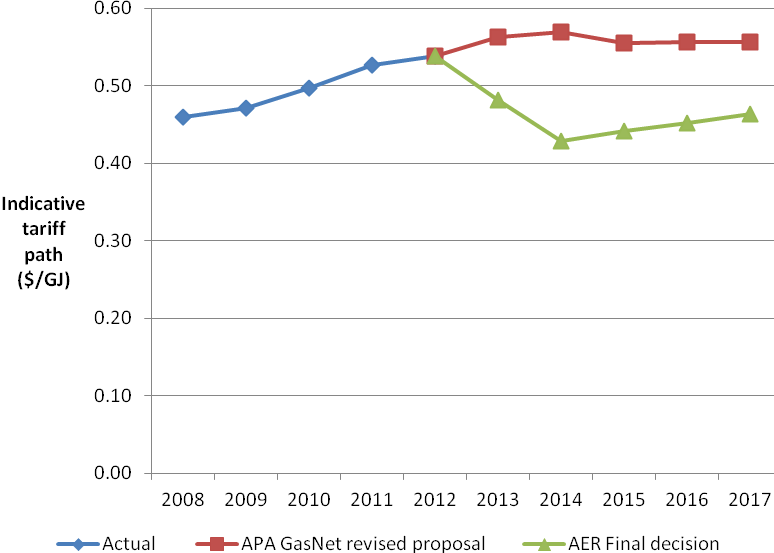 0.60
0.50
0.40
0.30
0.20
0.10
0.00
Indicative
tariff
path
($/GJ)
2008 2009 2010 2011 2012 2013 2014 2015 2016 2017
Actual APA GasNet revised proposal AER Final decision